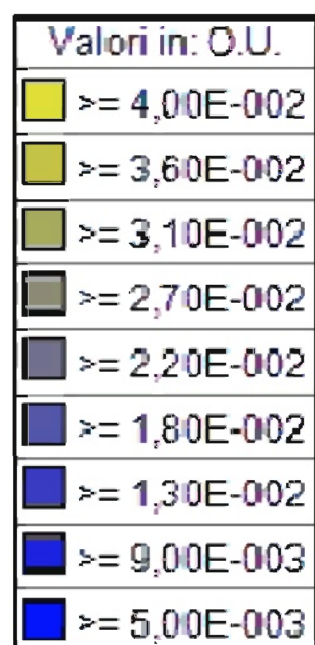 Valori in: O.U.
>= 4,00E-002
>= 3,60E-002
>= 3,10E-002
>= 2,70E-002
>= 2,20E-002
>= 1,80E-002
>= 1,30E-002
>= 9,00E-003
>= 5,00E-003